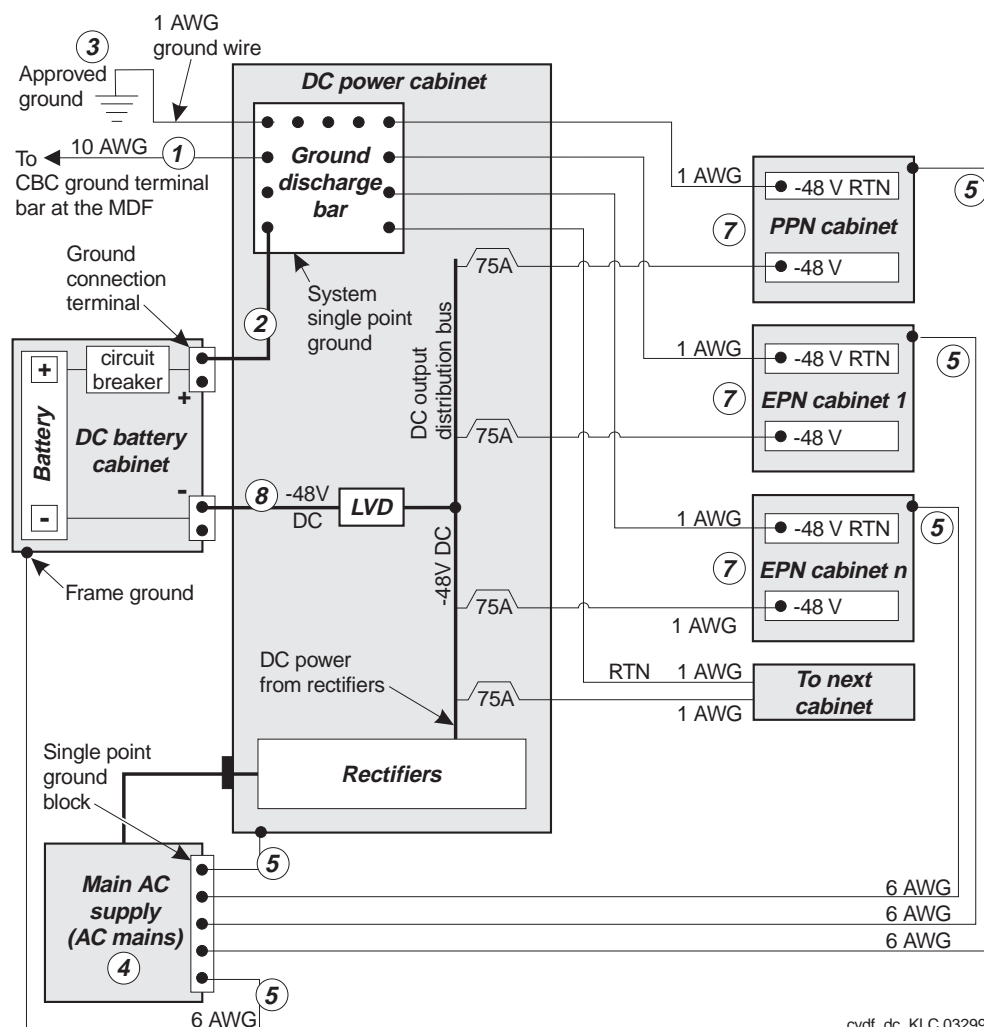 1 AWG
ground wire
3
Approved
ground
DC power cabinet
To
10 AWG
1
CBC ground terminal
bar at the MDF
Ground
discharge
bar
1 AWG
-48 V RTN
5
7
PPN cabinet
-48 V
75A
Ground
connection
terminal
2
System
single point
ground
DC output
distribution bus
1 AWG
-48 V RTN
5
7
EPN cabinet 1
-48 V
75A
+
circuit
breaker
+
Battery
DC battery
cabinet
-
-
8
-48V
DC
LVD
-48V DC
1 AWG
-48 V RTN
5
7
EPN cabinet n
-48 V
75A
1 AWG
Frame ground
DC power
from rectifiers
RTN
1 AWG
75A
1 AWG
To next
cabinet
Single point
ground
block
Rectifiers
5
Main AC
supply
(AC mains)
4
6 AWG
6 AWG
6 AWG
5
6 AWG
cydf_dc KLC 03299